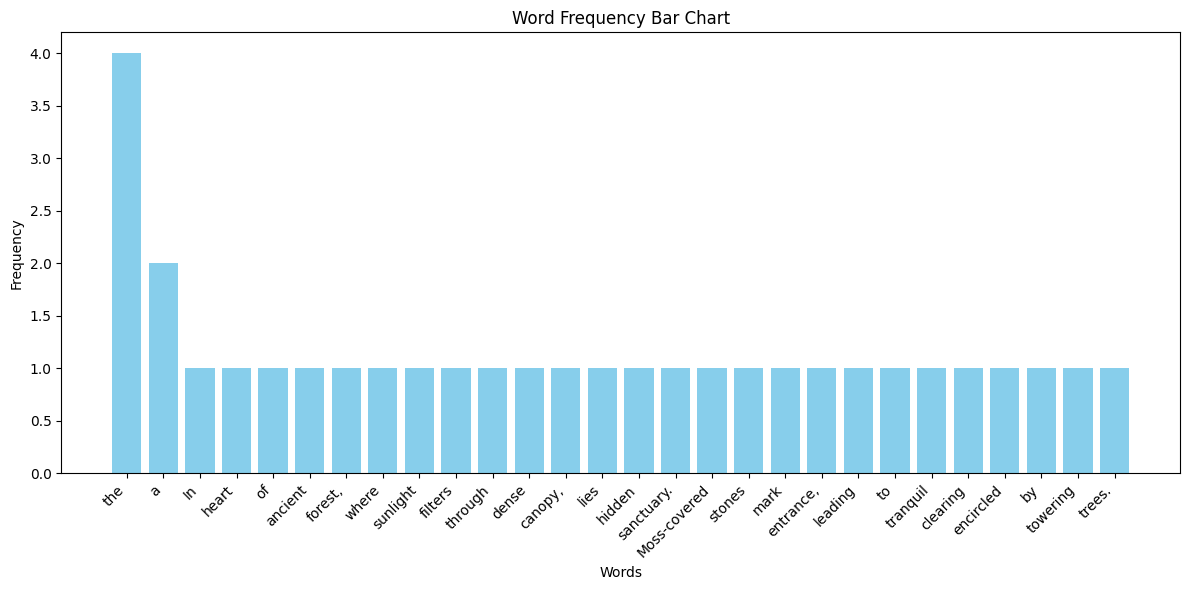 Word Frequency Bar Chart
Frequency
4.0
3.5
3.0
2.5
2.0
1.5
1.0
0.5
0.0
the
a
In
heart
of
ancient
forest,
where
sunlight
filters
through
dense
canopy,
lies
hidden
sanctuary.
Moss-covered
stones
mark
entrance,
leading
to
tranquil
clearing
encircled
by
towering
trees.
Words